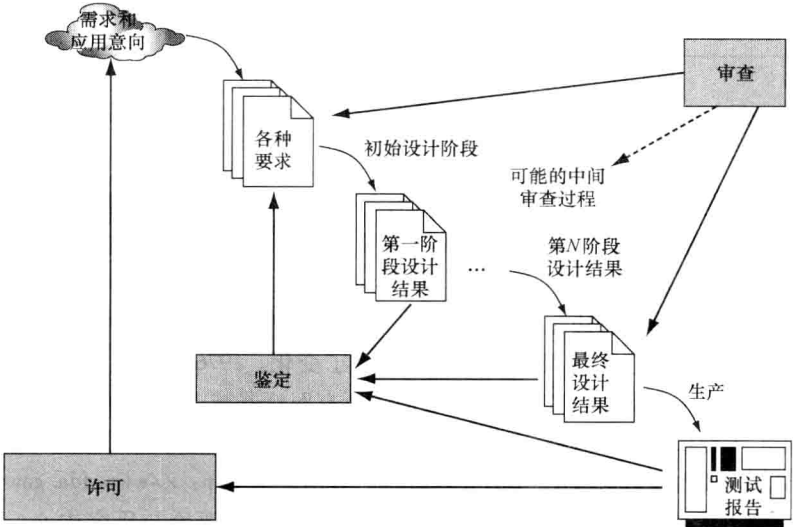 需求和
应用意向
审查
各种
要求
初始设计阶段
可能的中间
审查过程
第一阶
段设计
结果
…
第N阶段
设计结果
鉴定
最终
设计
结果
生产
许可
测试
报告